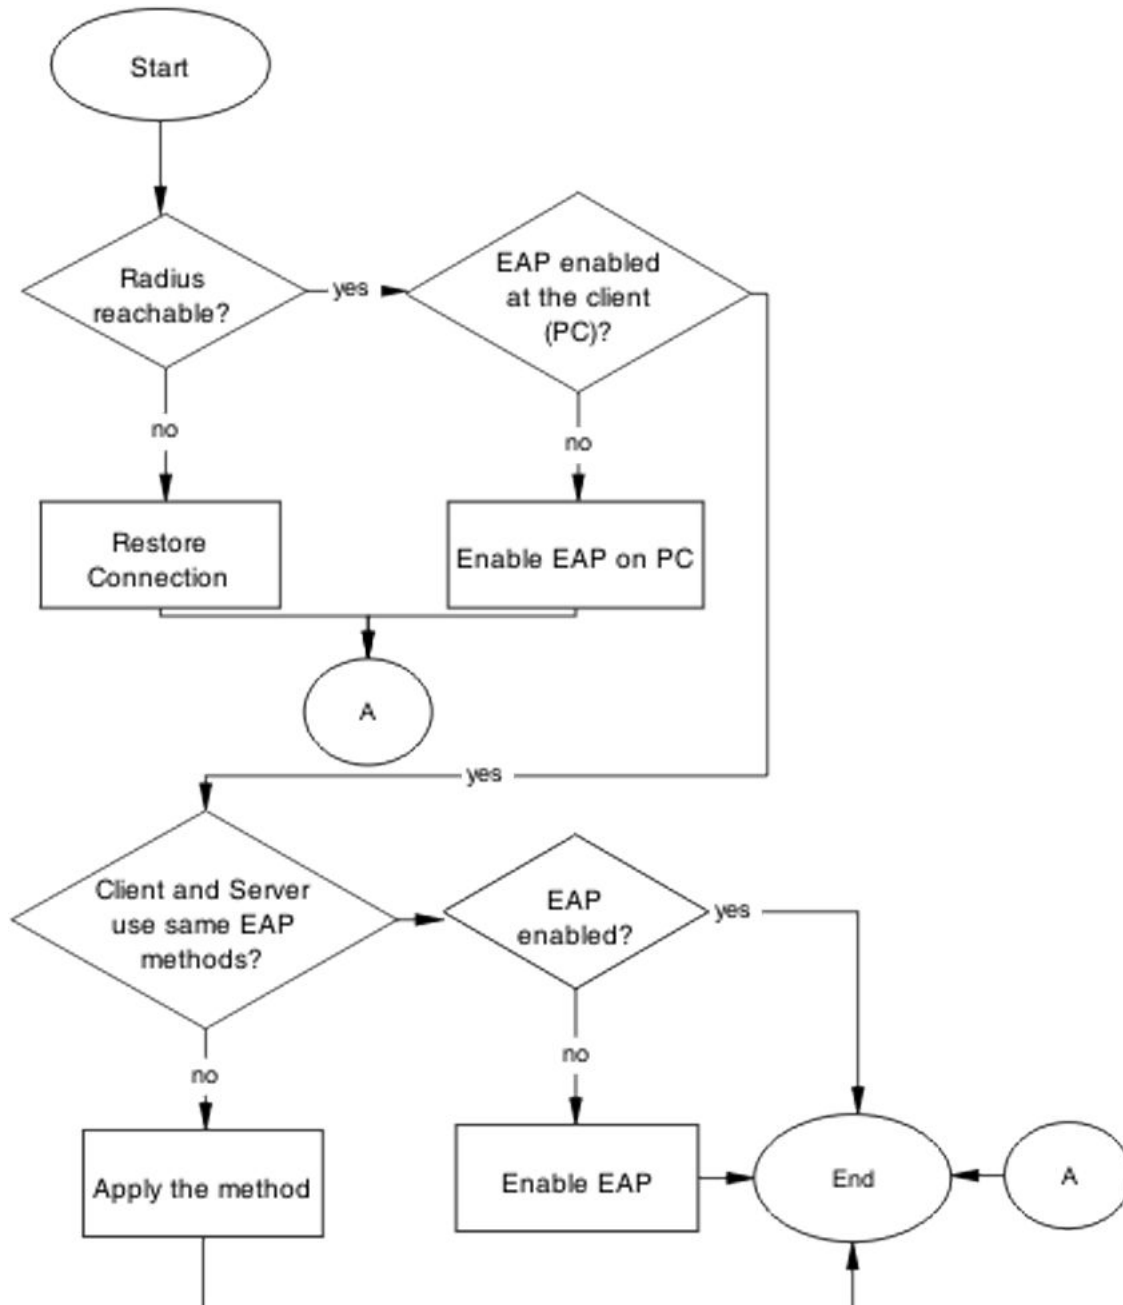 Start
Radius
reachable?
yes
EAP enabled
at the client
(PC)?
no
no
Restore
Connection
Enable EAP on PC
A
yes
Client and Server
use same EAP
methods?
EAP
enabled?
yes
no
no
Apply the method
Enable EAP
End
A